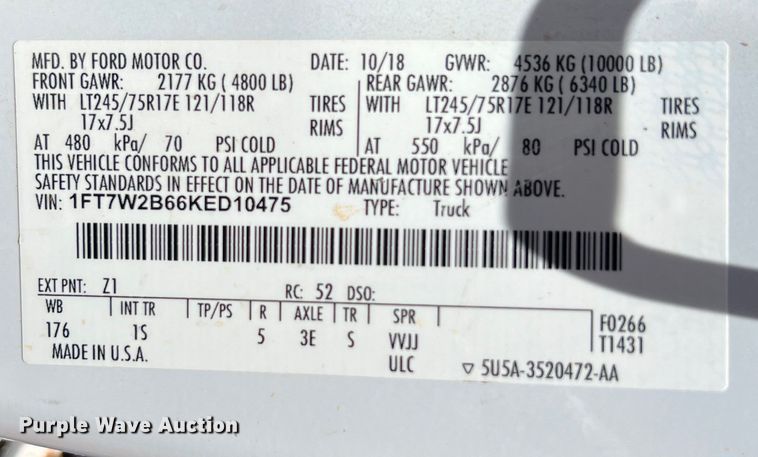 MFD. BY FORD MOTOR CO. DATE: 10/18 GVWR: 4536 KG (10000 LB)
FRONT GAWR: 2177 KG ( 4800 LB) REAR GAWR: 2876 KG ( 6340 LB)
WITH LT245/75R17E 121/118R TIRES WITH LT245/75R17E 121/118R TIRES
17x7.5J RIMS 17x7.5J RIMS
AT 480 kPa/ 70 PSI COLD AT 550 kPa/ 80 PSI COLD
THIS VEHICLE CONFORMS TO ALL APPLICABLE FEDERAL MOTOR VEHICLE
SAFETY STANDARDS IN EFFECT ON THE DATE OF MANUFACTURE SHOWN ABOVE.
VIN: 1FT7W2B66KED10475 TYPE: Truck
EXT PNT: Z1 RC: 52 DSO:
WB INT TR TP/PS R AXLE TR SPR F0266
176 1S 5 3E S VVJJ T1431
MADE IN U.S.A. ULC ▽ 5U5A-3520472-AA
Purple Wave Auction